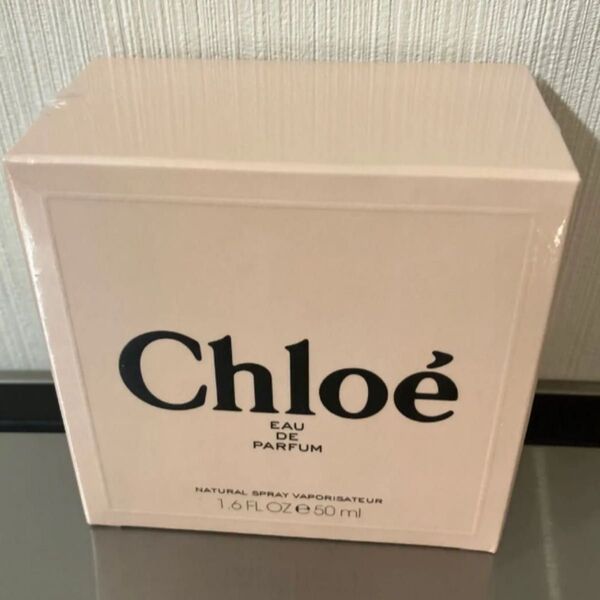 Chloé
EAU
DE
PARFUM
NATURAL SPRAY VAPORISATEUR
1.6 FL OZ ℮ 50 ml